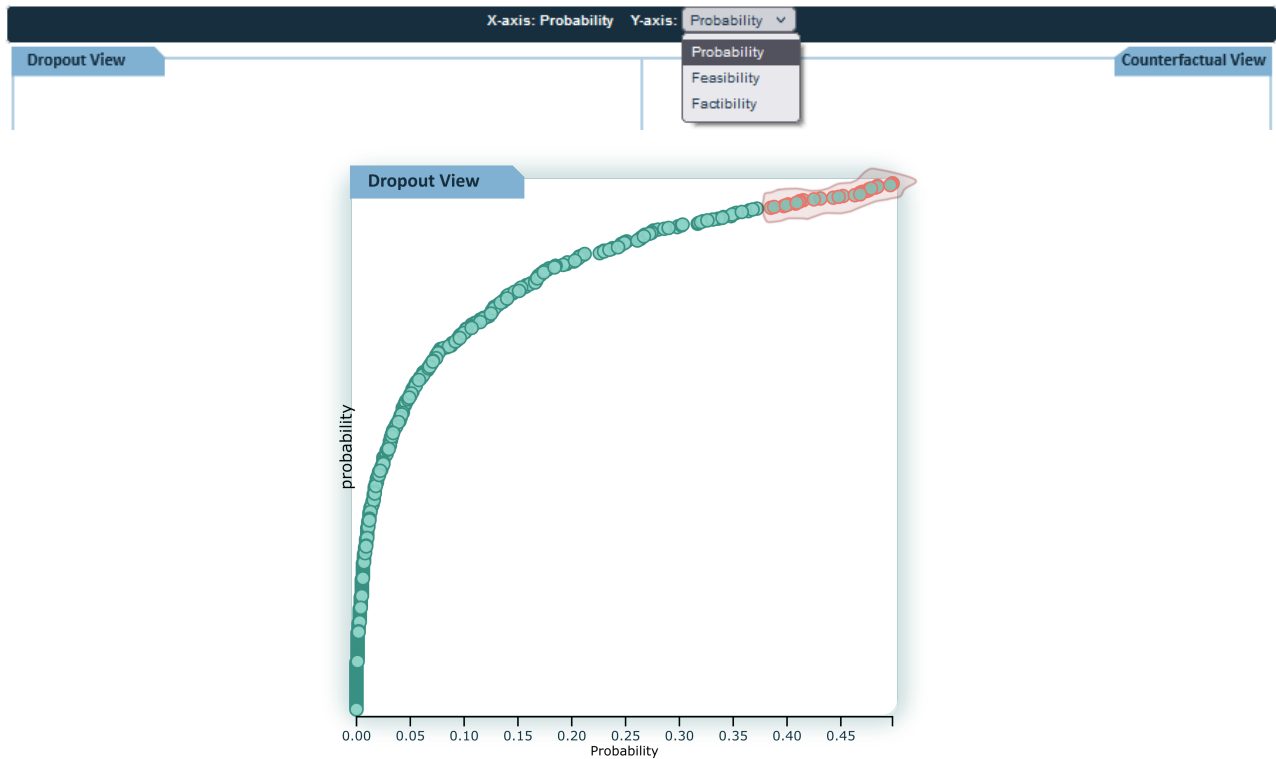 X-axis: Probability Y-axis: Probability
Probability
Feasibility
Factibility
Dropout View
Counterfactual View
Dropout View
probability
0.00 0.05 0.10 0.15 0.20 0.25 0.30 0.35 0.40 0.45
Probability